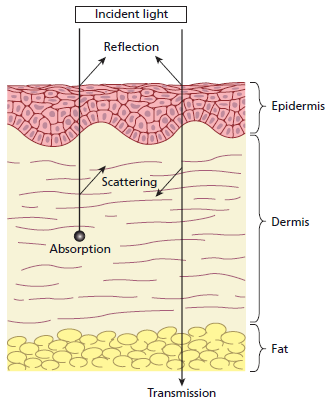 Incident light
Reflection
Epidermis
Scattering
Dermis
Absorption
Fat
Transmission